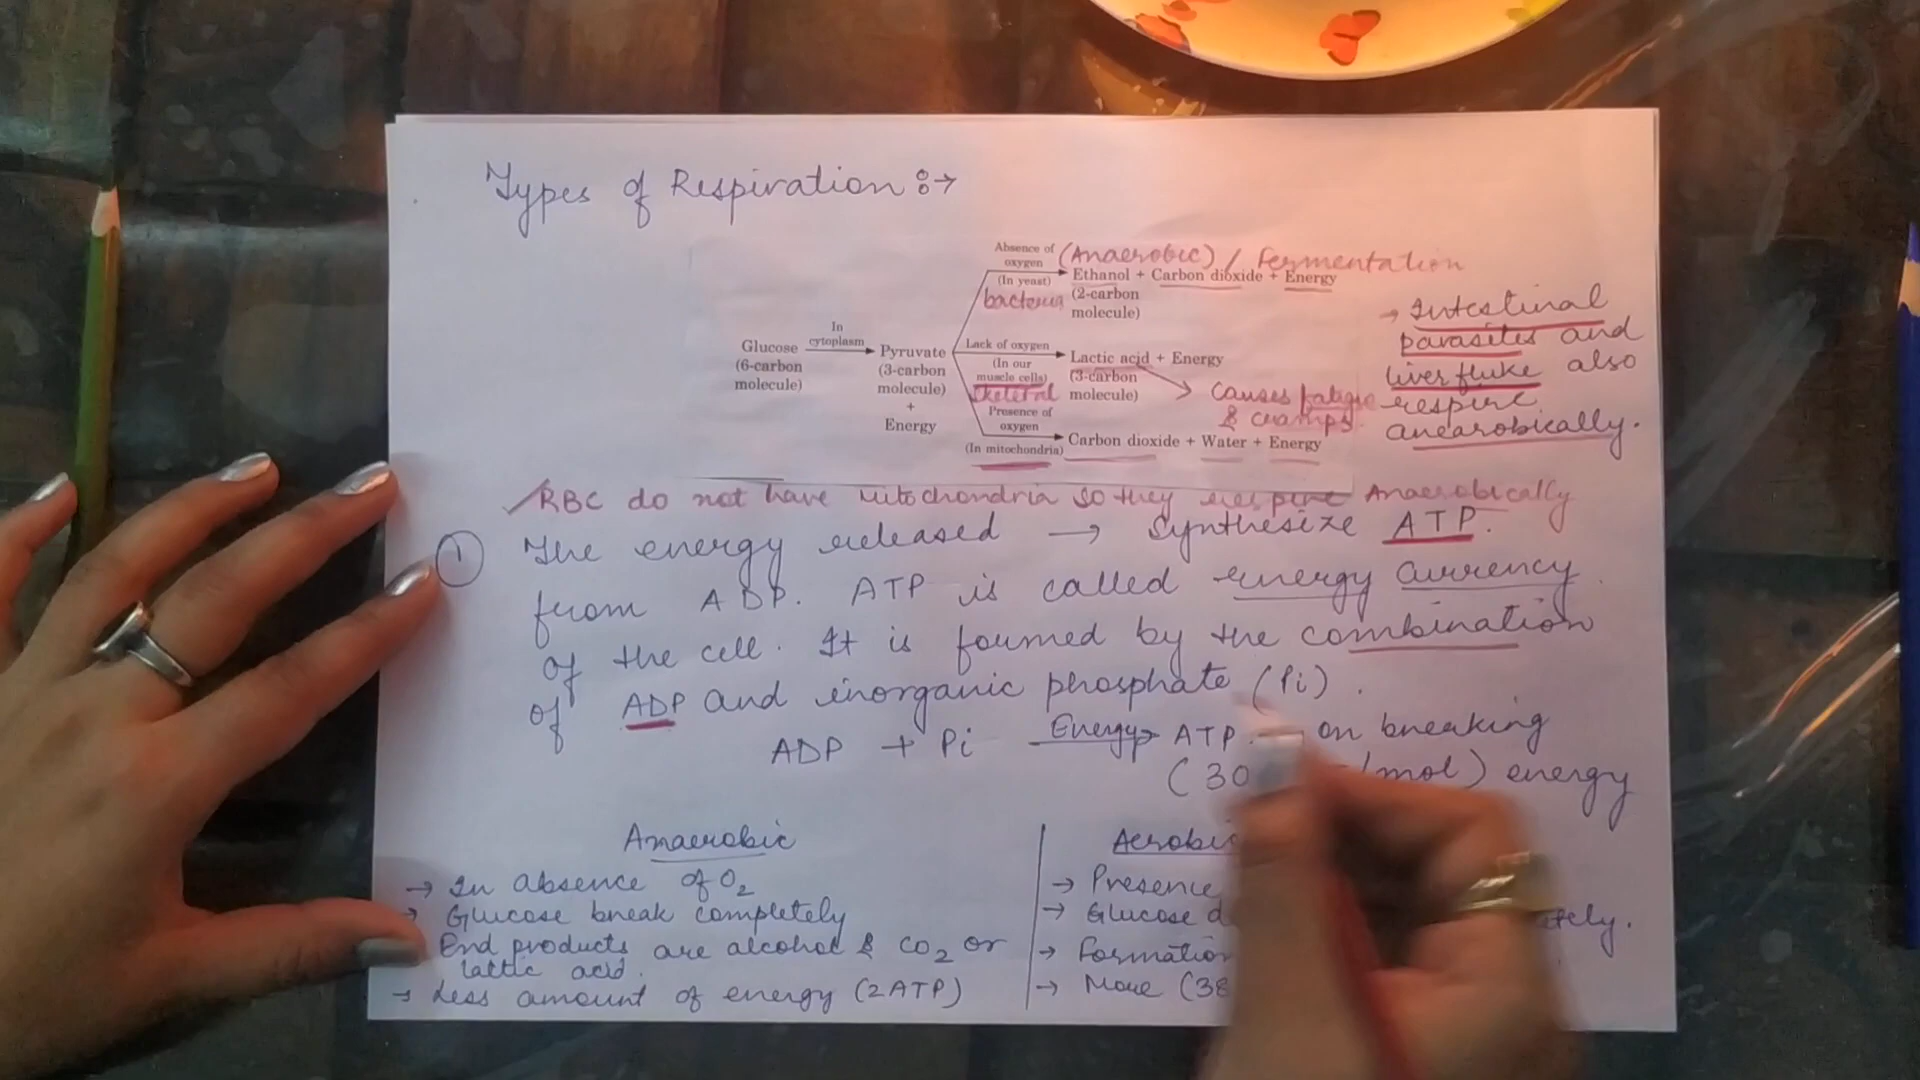 Types of Respiration :→
Absence of (Anaerobic) / Fermentation
oxygen Ethanol + Carbon dioxide + Energy
(In yeast) (2-carbon
bacteria molecule)
In
cytoplasm
Glucose Pyruvate
(6-carbon (3-carbon
molecule) molecule)
+
Energy
Lack of oxygen Lactic acid + Energy
(In our (3-carbon
muscle cells) molecule)
skeletal
causes fatigue
& cramps.
Presence of
oxygen Carbon dioxide + Water + Energy
(In mitochondria)
→ Intestinal
parasites and
liver fluke also
respire
anearobically.
RBC do not have mitochondria so they respire Anaerobically
① The energy released → Synthesize ATP.
from ADP. ATP is called energy currency.
of the cell. It is formed by the combination
of ADP and inorganic phosphate (Pi).
ADP + Pi Energy→ ATP. on breaking
(30 /mol) energy
Anaerobic
→ In absence of O2
→ Glucose break completely
End products are alcohol & CO2 or
lattic acid.
→ Less amount of energy (2ATP)
→ Presence
→ Glucose
→ More (38